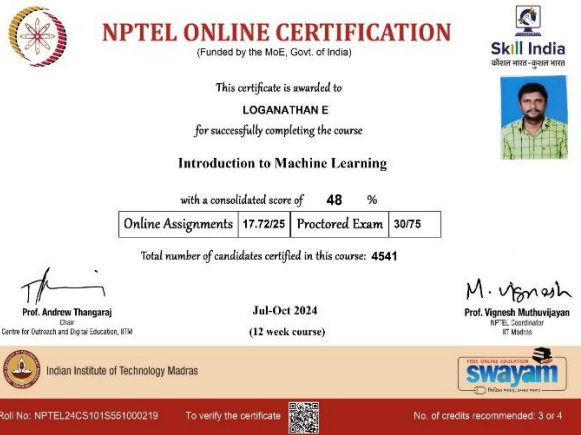 NPTEL ONLINE CERTIFICATION
(Funded by the MoE, Govt. of India)
Skill India
कौशल भारत-कुशल भारत
This certificate is awarded to
LOGANATHAN E
for successfully completing the course
Introduction to Machine Learning
with a consolidated score of 48 %
Online Assignments 17.72/25 Proctored Exam 30/75
Total number of candidates certified in this course: 4541
Prof. Andrew Thangaraj
Chair
Centre for Outreach and Digital Education, IITM
Jul-Oct 2024
(12 week course)
M. Vignesh
Prof. Vignesh Muthuvijayan
NPTEL Coordinator
IIT Madras
Indian Institute of Technology Madras
FREE ONLINE EDUCATION
swayam
Roll No: NPTEL24CS101S551000219
To verify the certificate
No. of credits recommended: 3 or 4